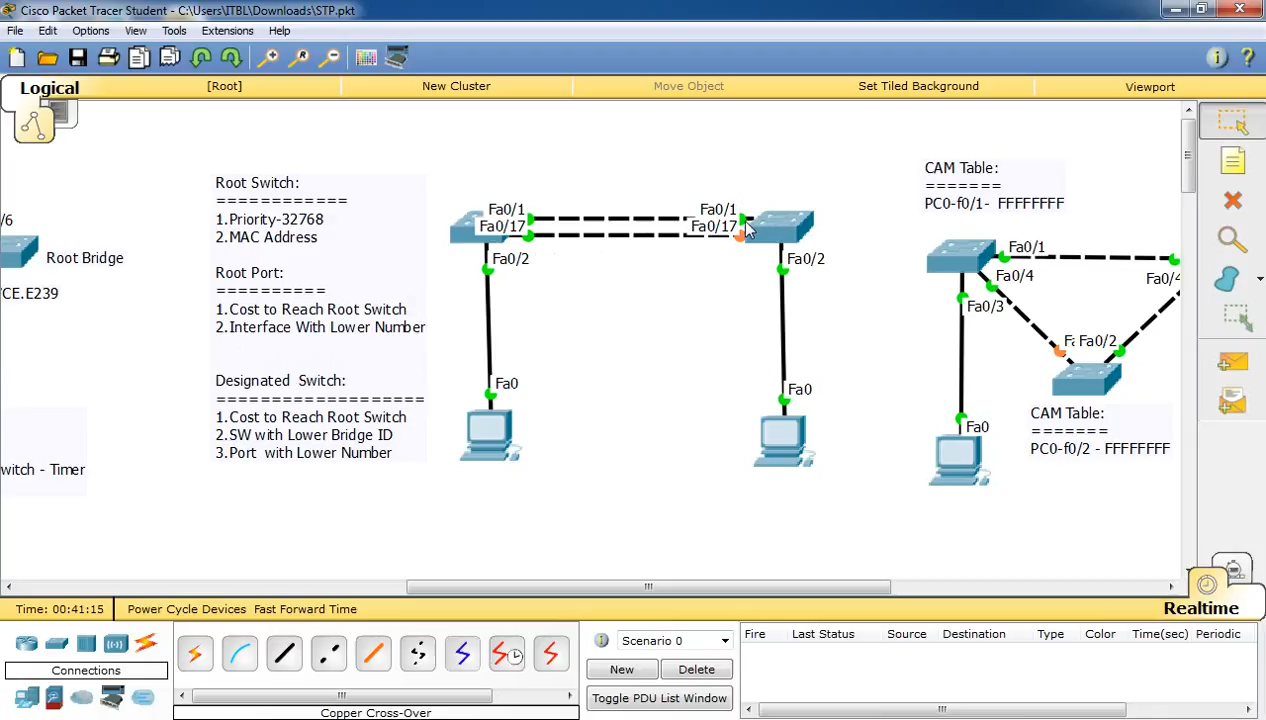 Cisco Packet Tracer Student - C:\Users\ITBL\Downloads\STP.pkt
File Edit Options View Tools Extensions Help
Logical [Root] New Cluster Move Object Set Tiled Background Viewport
/6
Root Bridge
CE.E239
witch - Timer
Root Switch:
============
1.Priority-32768
2.MAC Address
Root Port:
==========
1.Cost to Reach Root Switch
2.Interface With Lower Number
Designated Switch:
===================
1.Cost to Reach Root Switch
2.SW with Lower Bridge ID
3.Port with Lower Number
Fa0/1 Fa0/1
Fa0/17 Fa0/17
Fa0/2 Fa0/2
Fa0 Fa0
CAM Table:
=======
PC0-f0/1- FFFFFFFF
Fa0/1
Fa0/4 Fa0/4
Fa0/3
Fa Fa0/2
Fa0
CAM Table:
=======
PC0-f0/2 - FFFFFFFF
Time: 00:41:15 Power Cycle Devices Fast Forward Time Realtime
Connections
Copper Cross-Over
Scenario 0
New Delete
Toggle PDU List Window
Fire Last Status Source Destination Type Color Time(sec) Periodic